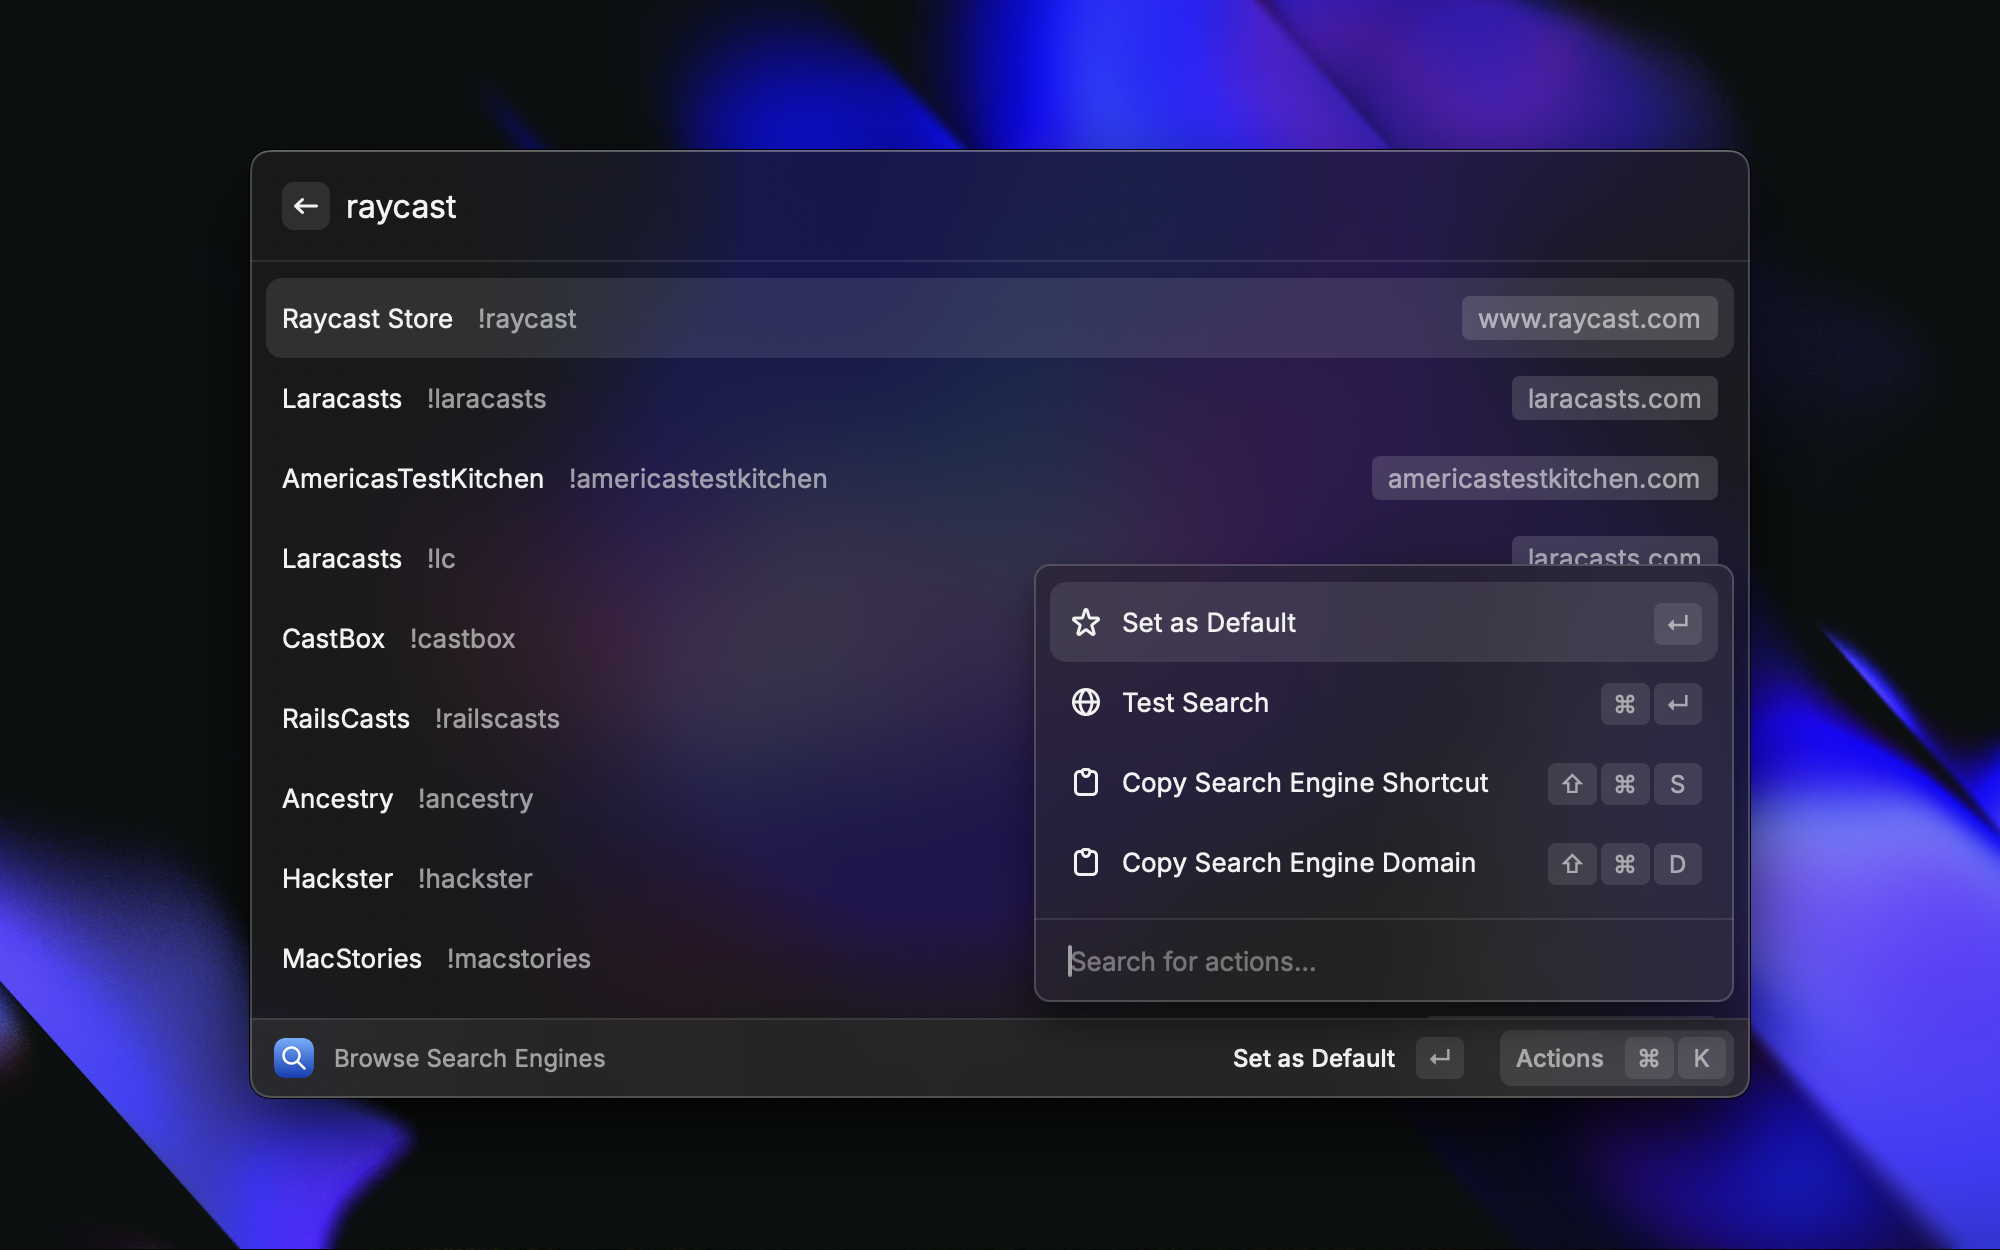 raycast
Raycast Store !raycast www.raycast.com
Laracasts !laracasts laracasts.com
AmericasTestKitchen !americastestkitchen americastestkitchen.com
Laracasts !lc laracasts.com
CastBox !castbox
RailsCasts !railscasts
Ancestry !ancestry
Hackster !hackster
MacStories !macstories
Set as Default ↵
Test Search ⌘ ↵
Copy Search Engine Shortcut ⇧ ⌘ S
Copy Search Engine Domain ⇧ ⌘ D
Search for actions...
Browse Search Engines Set as Default ↵ Actions ⌘ K